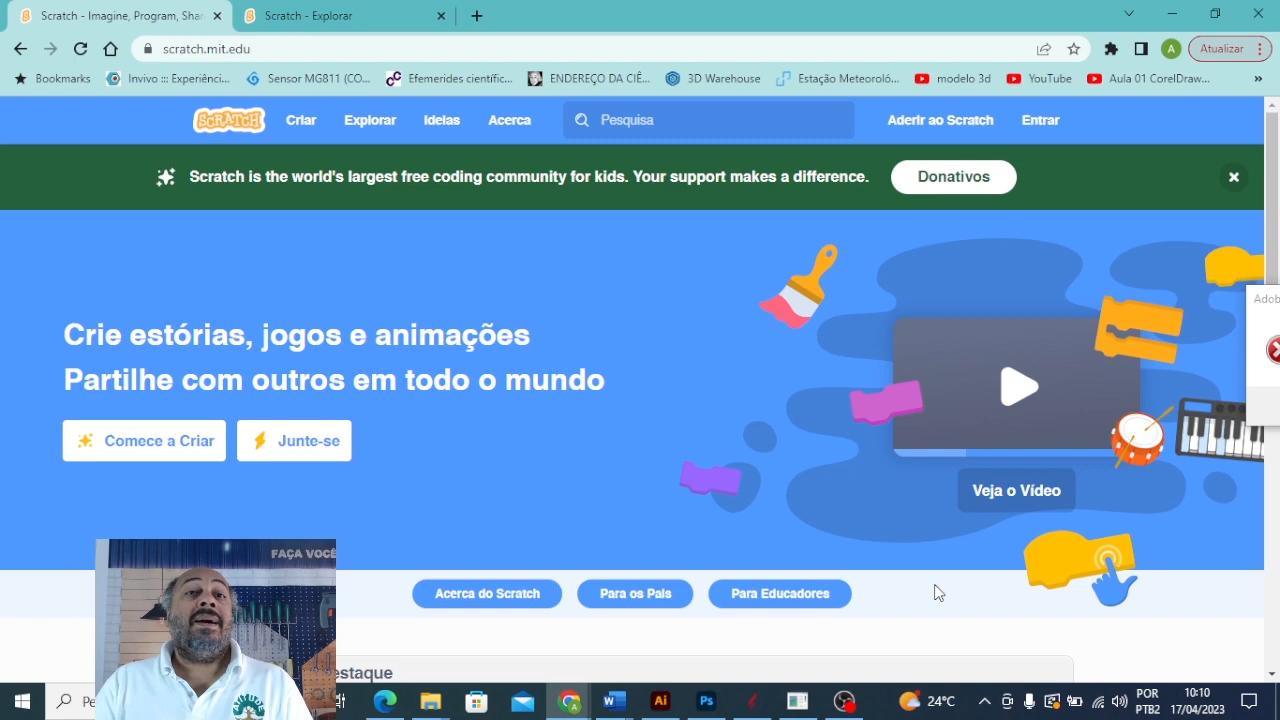 Scratch - Imagine, Program, Shar
Scratch - Explorar
scratch.mit.edu
Atualizar
Bookmarks
Invivo ::: Experiênci...
Sensor MG811 (CO...
Efemerides científic...
ENDEREÇO DA CIÊ...
3D Warehouse
Estação Meteoroló...
modelo 3d
YouTube
Aula 01 CorelDraw...
SCRATCH
Criar
Explorar
Ideias
Acerca
Pesquisa
Aderir ao Scratch
Entrar
Scratch is the world's largest free coding community for kids. Your support makes a difference.
Donativos
Adob
Crie estórias, jogos e animações
Partilhe com outros em todo o mundo
Comece a Criar
Junte-se
Veja o Vídeo
FAÇA VOCÊ
Acerca do Scratch
Para os Pais
Para Educadores
estaque
Pe
24°C
POR
PTB2
10:10
17/04/2023